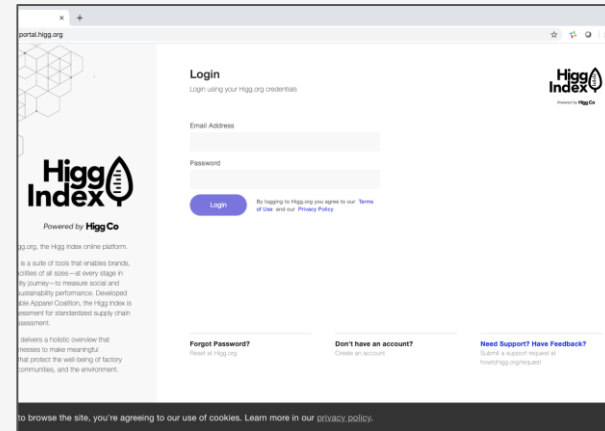 portal.higg.org
Higg
Index
Powered by Higg Co
gg.org, the Higg Index online platform.
is a suite of tools that enables brands,
cilities of all sizes—at every stage in
ity journey—to measure social and
ustainability performance. Developed
ble Apparel Coalition, the Higg Index is
essment for standardized supply chain
ssessment.
delivers a holistic overview that
nesses to make meaningful
that protect the well-being of factory
communities, and the environment.
Login
Login using your Higg.org credentials
Higg
Index
Powered by Higg Co
Email Address
Password
Login
By logging to Higg.org you agree to our Terms
of Use and our Privacy Policy
Forgot Password?
Reset at Higg.org
Don't have an account?
Create an account
Need Support? Have Feedback?
Submit a support request at
howtohigg.org/request
to browse the site, you're agreeing to our use of cookies. Learn more in our privacy policy.